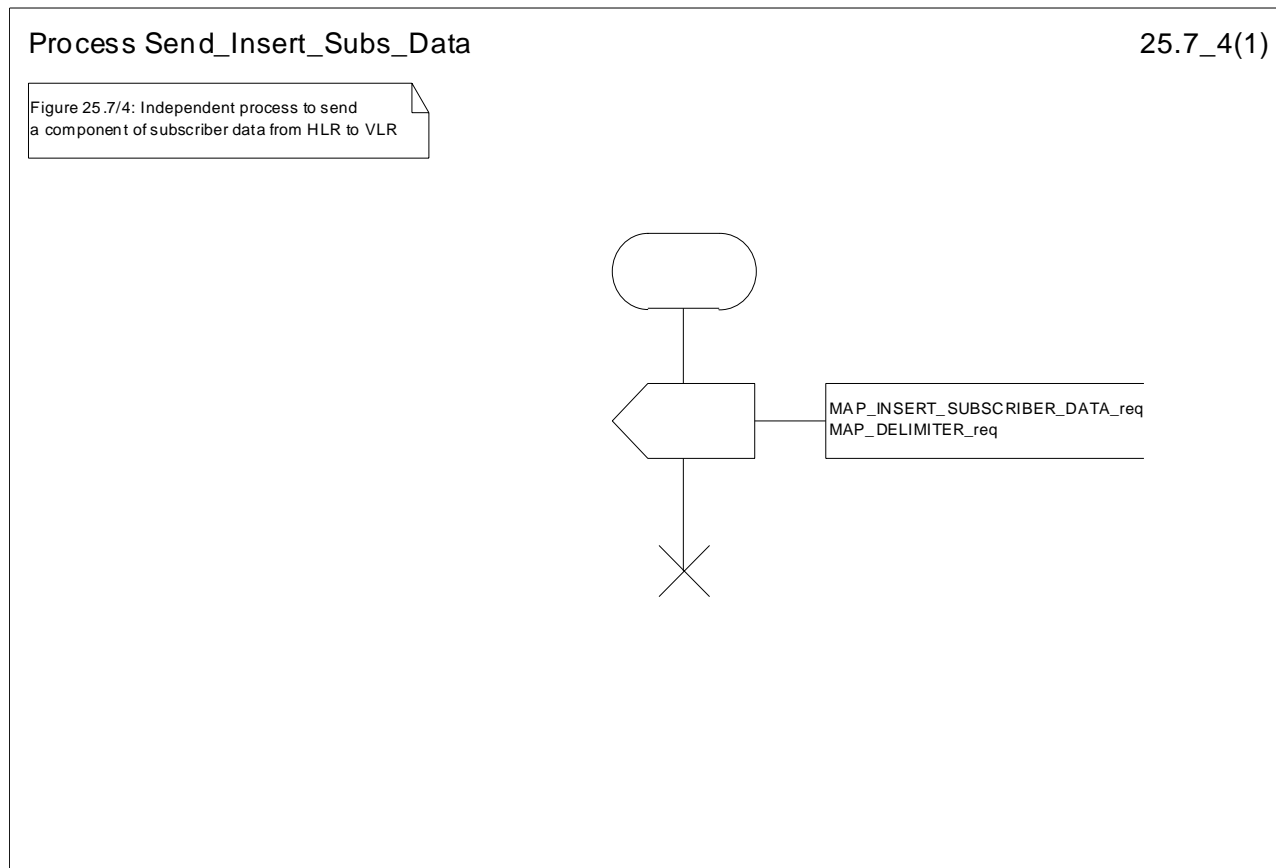 Process Send_Insert_Subs_Data
25.7_4(1)
Figure 25.7/4: Independent process to send
a component of subscriber data from HLR to VLR
MAP_INSERT_SUBSCRIBER_DATA_req
MAP_DELIMITER_req